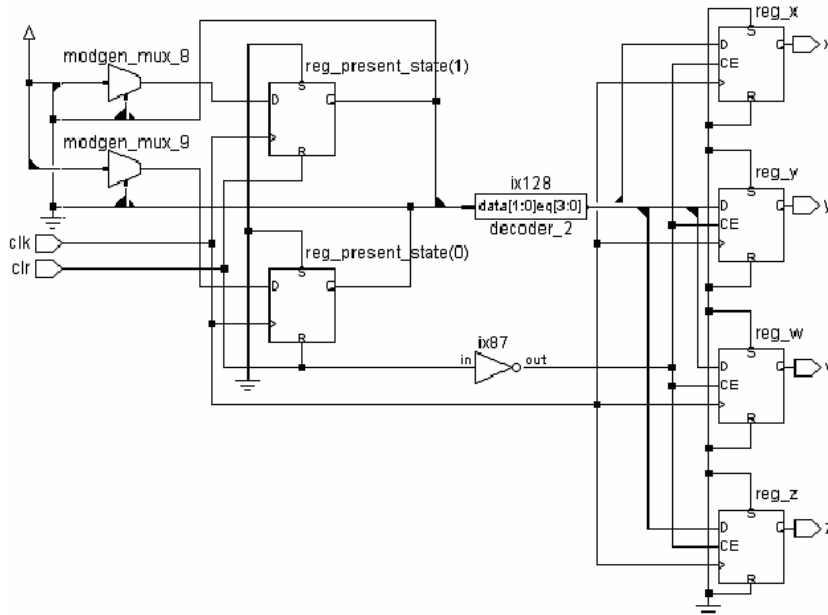 reg_x
S
D
Q
x
CE
R
modgen_mux_8
reg_present_state(1)
S
D
Q
R
modgen_mux_9
reg_y
S
D
Q
y
CE
R
ix128
data[1:0]eq[3:0]
decoder_2
clk
clr
reg_present_state(0)
S
D
Q
R
ix87
in
out
reg_w
S
D
Q
CE
R
reg_z
S
D
Q
z
CE
R